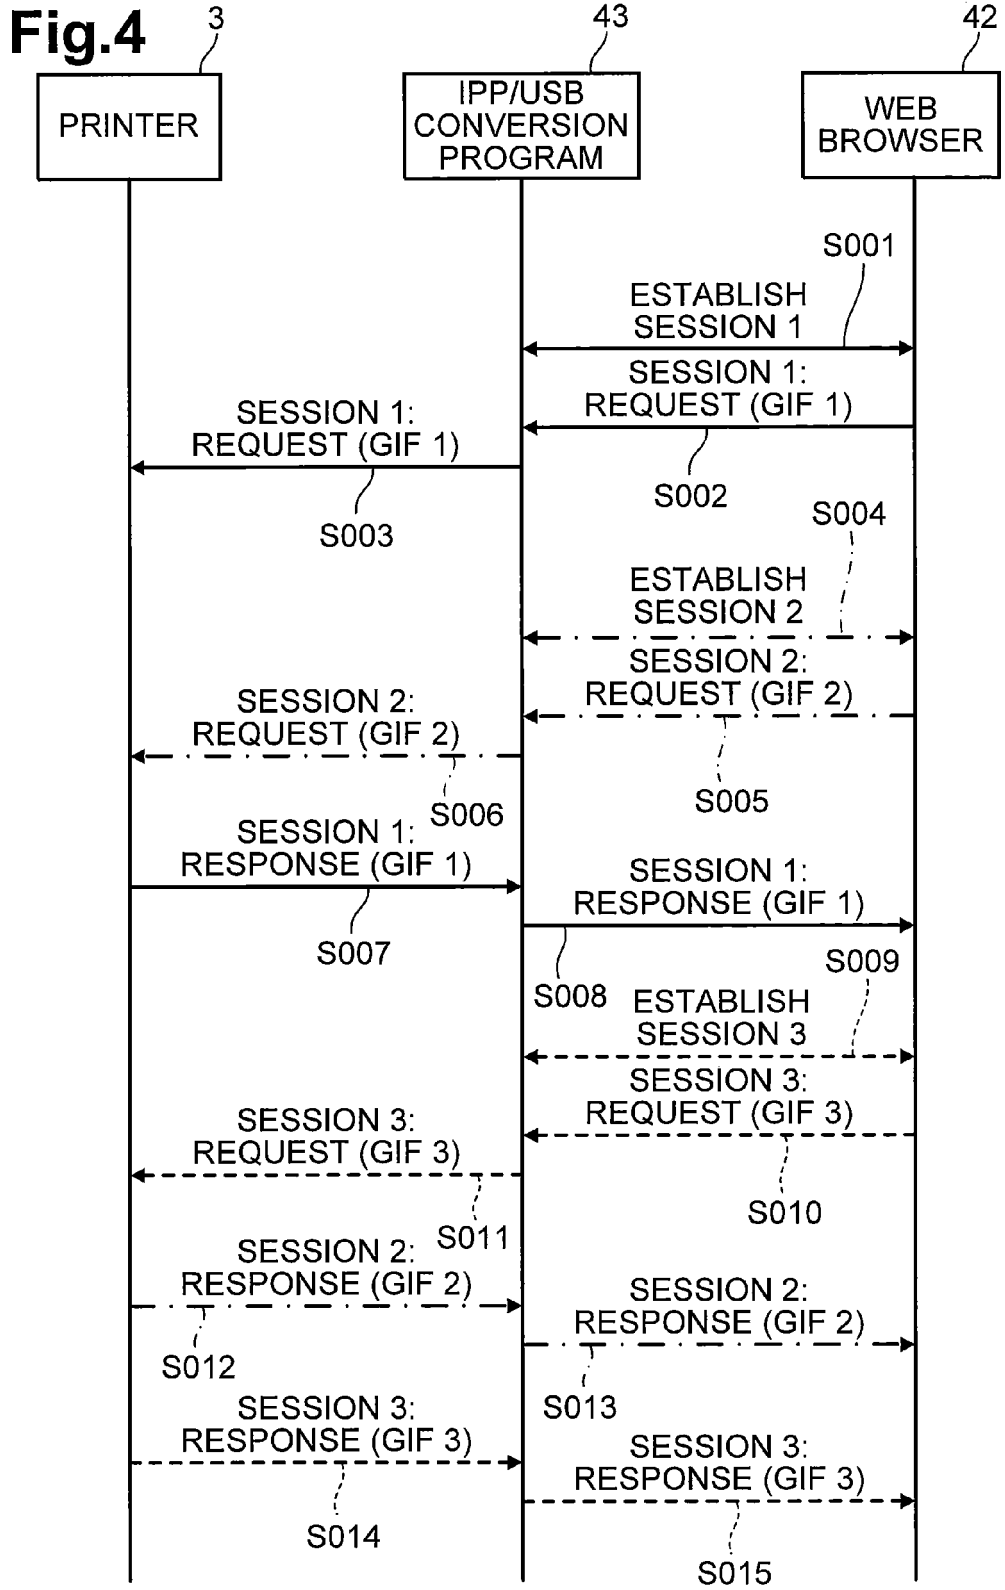 Fig.4
3
43
42
PRINTER
IPP/USB
CONVERSION
PROGRAM
WEB
BROWSER
S001
ESTABLISH
SESSION 1
SESSION 1:
REQUEST (GIF 1)
S002
SESSION 1:
REQUEST (GIF 1)
S003
S004
ESTABLISH
SESSION 2
SESSION 2:
REQUEST (GIF 2)
S005
SESSION 2:
REQUEST (GIF 2)
S006
SESSION 1:
RESPONSE (GIF 1)
S007
SESSION 1:
RESPONSE (GIF 1)
S008
S009
ESTABLISH
SESSION 3
SESSION 3:
REQUEST (GIF 3)
S010
SESSION 3:
REQUEST (GIF 3)
S011
SESSION 2:
RESPONSE (GIF 2)
S012
SESSION 2:
RESPONSE (GIF 2)
S013
SESSION 3:
RESPONSE (GIF 3)
S014
SESSION 3:
RESPONSE (GIF 3)
S015